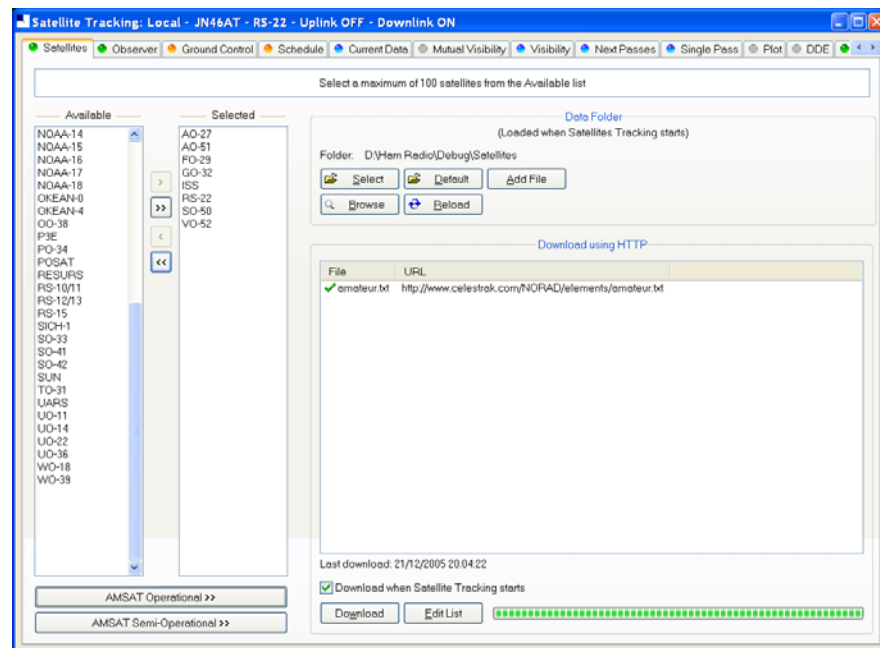 Satellite Tracking: Local - JN46AT - RS-22 - Uplink OFF - Downlink ON
Satellites Observer Ground Control Schedule Current Data Mutual Visibility Visibility Next Passes Single Pass Plot DDE
Select a maximum of 100 satellites from the Available list
Available
NOAA-14
NOAA-15
NOAA-16
NOAA-17
NOAA-18
OKEAN-0
OKEAN-4
OO-38
P3E
PO-34
POSAT
RESURS
RS-10/11
RS-12/13
RS-15
SICH-1
SO-33
SO-41
SO-42
SUN
TO-31
UARS
UO-11
UO-14
UO-22
UO-36
WO-18
WO-39
>
>>
<
<<
Selected
AO-27
AO-51
FO-29
GO-32
ISS
RS-22
SO-50
VO-52
AMSAT Operational >>
AMSAT Semi-Operational >>
Data Folder
(Loaded when Satellites Tracking starts)
Folder: D:\Ham Radio\Debug\Satellites
Select Default Add File
Browse Reload
Download using HTTP
File URL
amateur.txt http://www.celestrak.com/NORAD/elements/amateur.txt
Last download: 21/12/2005 20:04:22
Download when Satellite Tracking starts
Download Edit List